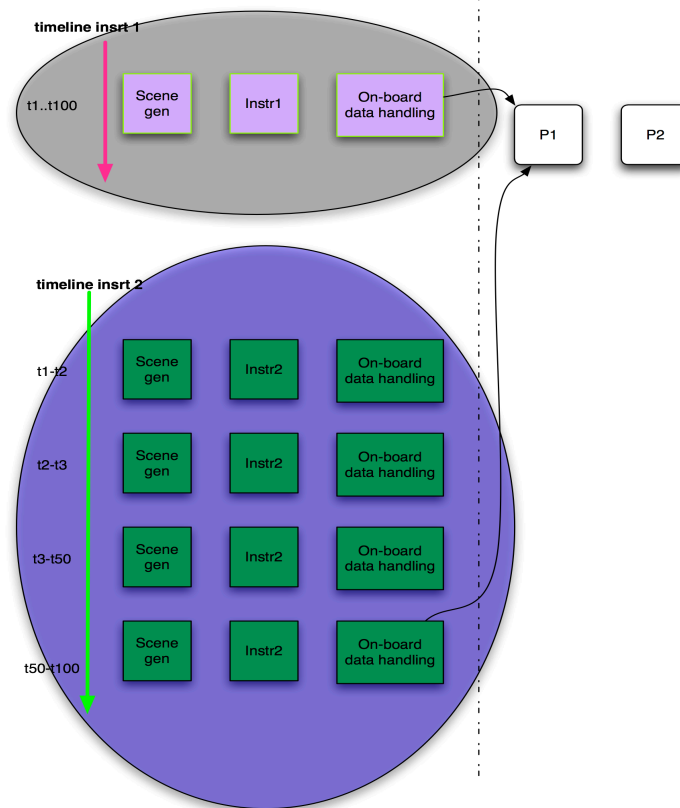 timeline insrt 1
t1..t100
Scene
gen
Instr1
On-board
data handling
P1
P2
timeline insrt 2
t1-t2
Scene
gen
Instr2
On-board
data handling
t2-t3
Scene
gen
Instr2
On-board
data handling
t3-t50
Scene
gen
Instr2
On-board
data handling
t50-t100
Scene
gen
Instr2
On-board
data handling